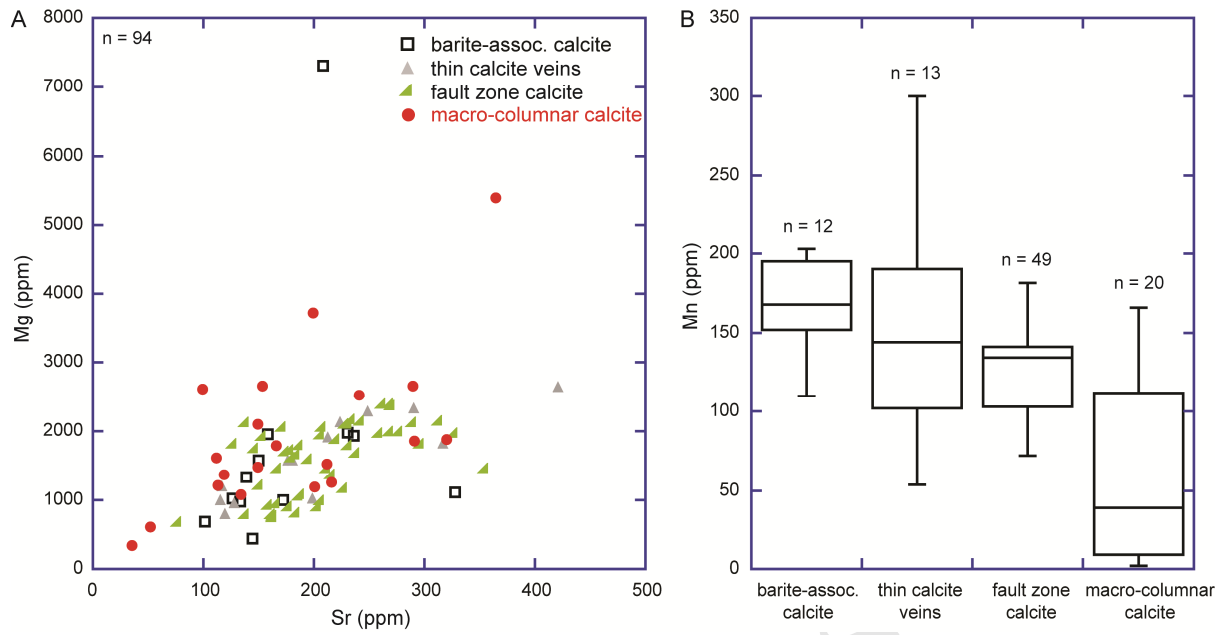 A
8000
7000
6000
5000
4000
3000
2000
1000
0
Mg (ppm)
n = 94
barite-assoc. calcite
thin calcite veins
fault zone calcite
macro-columnar calcite
0
100
200
300
400
500
Sr (ppm)
B
350
300
250
200
150
100
50
0
Mn (ppm)
n = 12
n = 13
n = 49
n = 20
barite-assoc.
calcite
thin calcite
veins
fault zone
calcite
macro-columnar
calcite